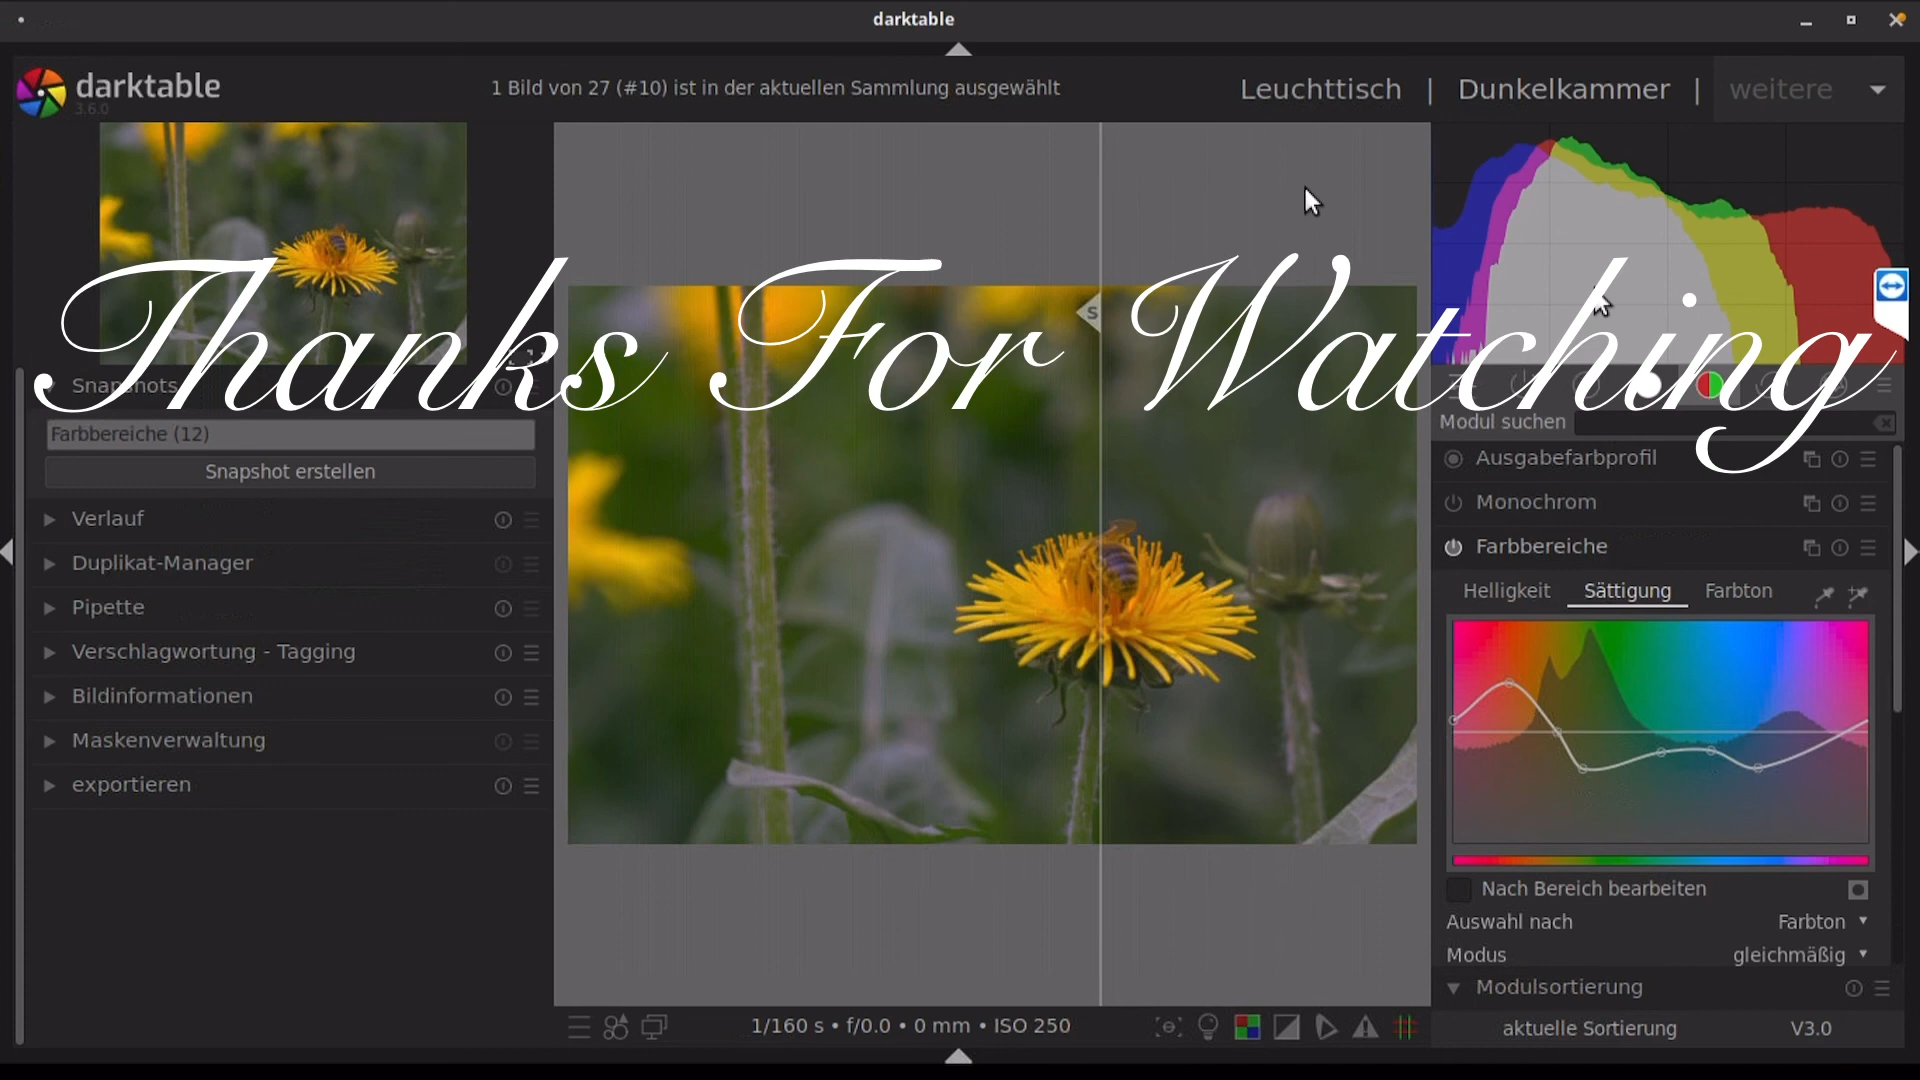 darktable
darktable
3.6.0
1 Bild von 27 (#10) ist in der aktuellen Sammlung ausgewählt
Leuchttisch | Dunkelkammer | weitere
S
Thanks For Watching
Snapshots
Farbbereiche (12)
Snapshot erstellen
Verlauf
Duplikat-Manager
Pipette
Verschlagwortung - Tagging
Bildinformationen
Maskenverwaltung
exportieren
1/160 s • f/0.0 • 0 mm • ISO 250
Modul suchen
Ausgabefarbprofil
Monochrom
Farbbereiche
Helligkeit Sättigung Farbton
Nach Bereich bearbeiten
Auswahl nach Farbton
Modus gleichmäßig
Modulsortierung
aktuelle Sortierung V3.0